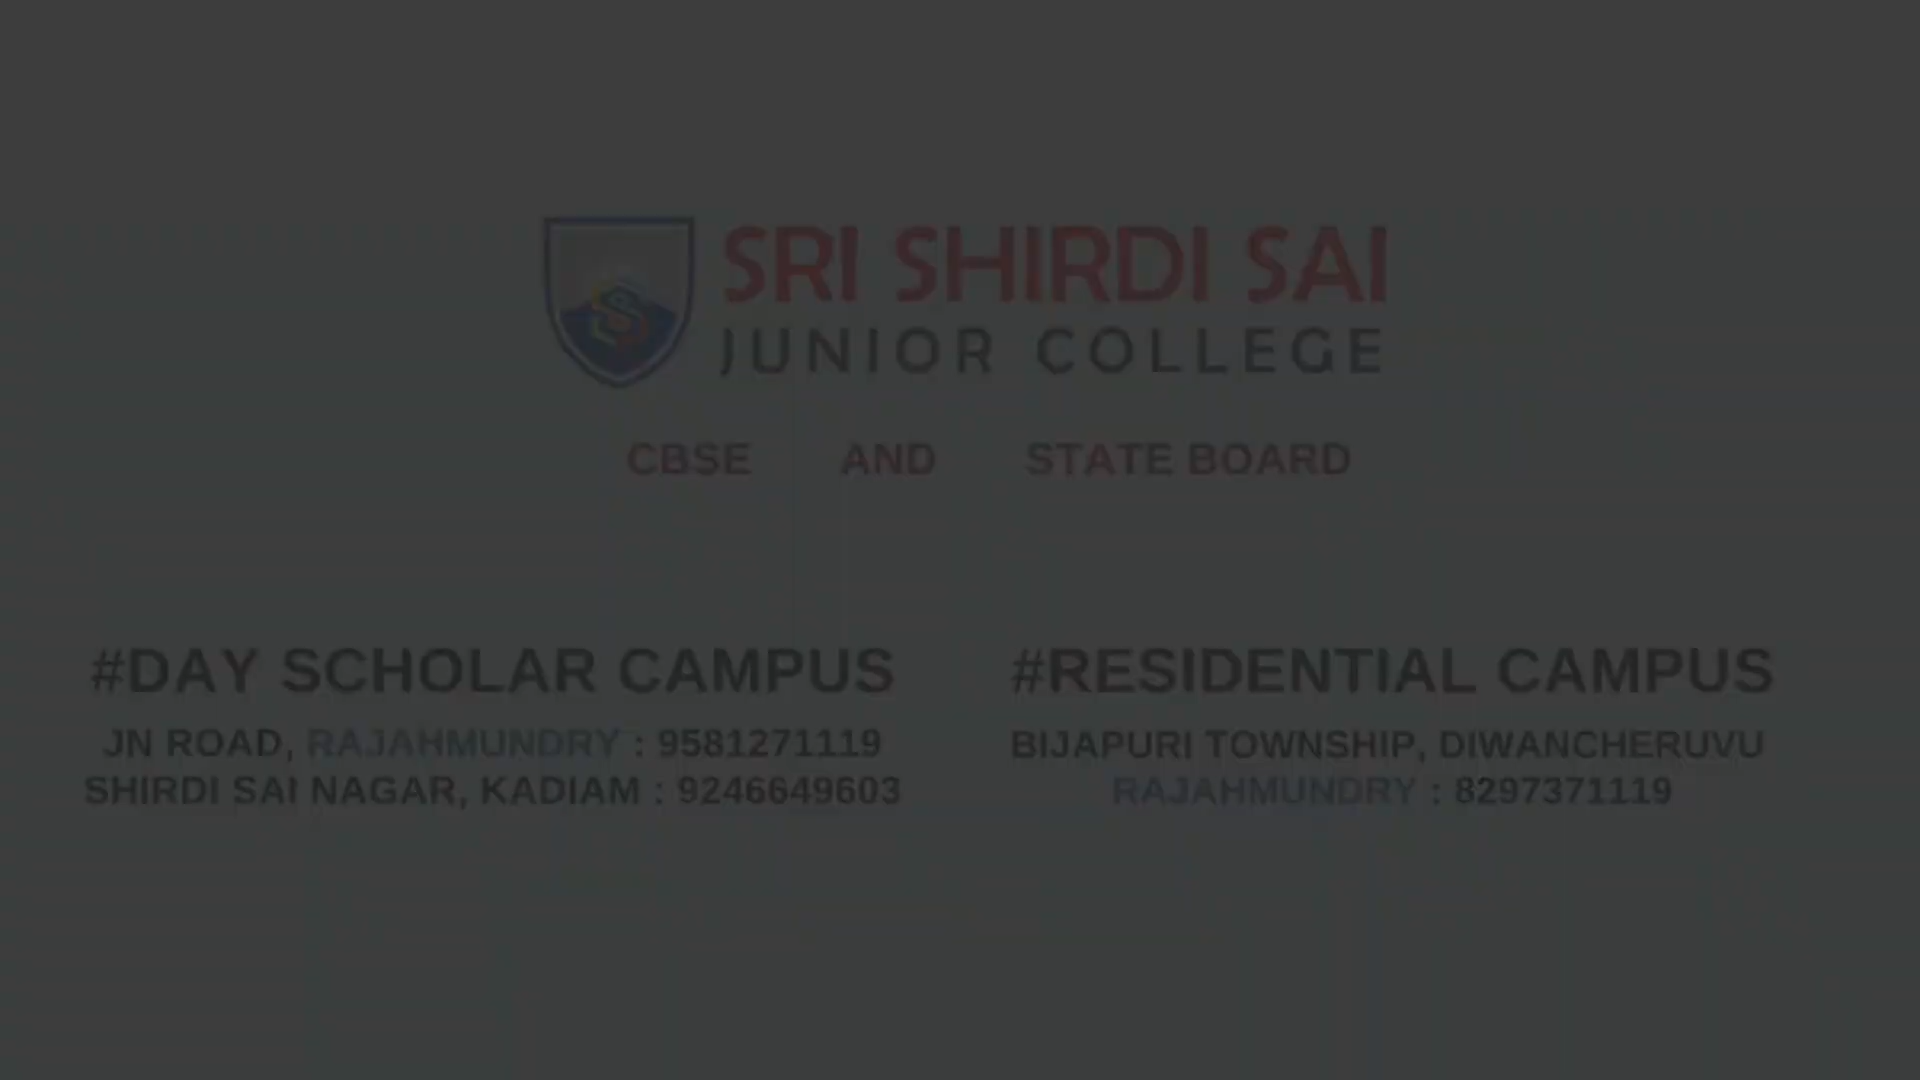 SRI SHIRDI SAI
JUNIOR COLLEGE
CBSE AND STATE BOARD
#DAY SCHOLAR CAMPUS
JN ROAD, RAJAHMUNDRY : 9581271119
SHIRDI SAI NAGAR, KADIAM : 9246649603
#RESIDENTIAL CAMPUS
BIJAPURI TOWNSHIP, DIWANCHERUVU
RAJAHMUNDRY : 8297371119